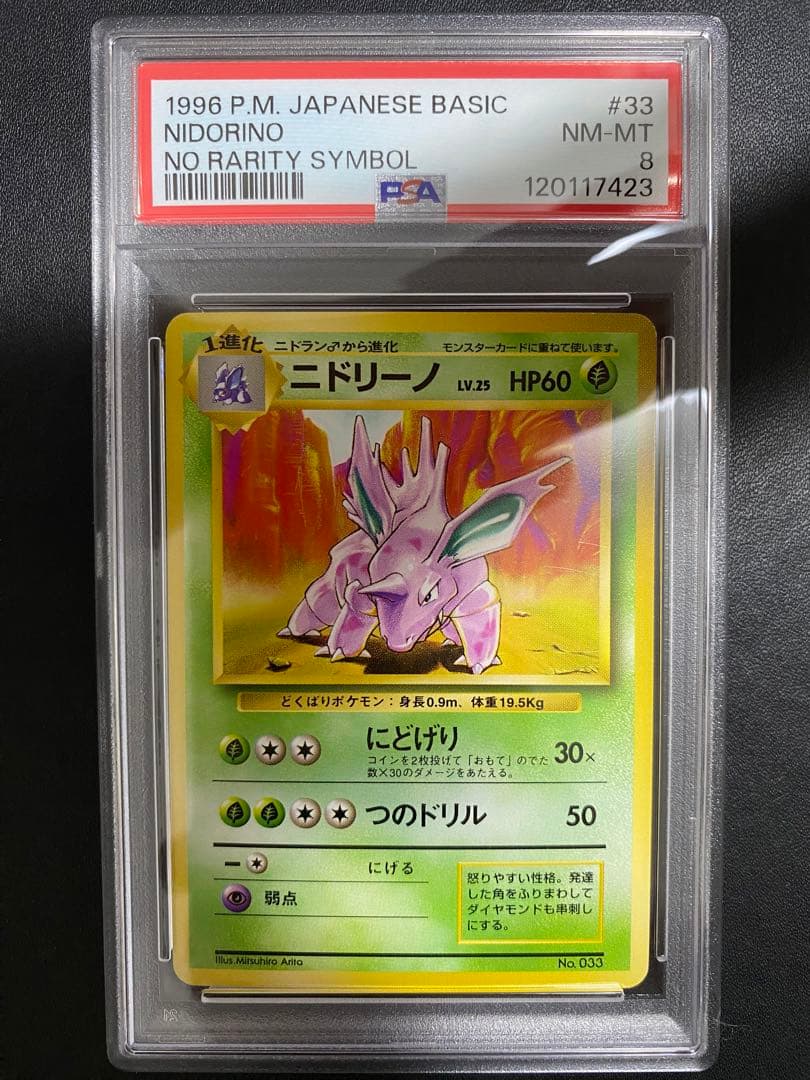 1996 P.M. JAPANESE BASIC #33
NIDORINO NM-MT
NO RARITY SYMBOL 8
PSA 120117423
1進化 ニドラン♂から進化 モンスターカードに重ねて使います。
ニドリーノ LV.25 HP60
どくばりポケモン：身長0.9m、体重19.5Kg
にどげり 30×
コインを2枚投げて「おもて」のでた
数×30のダメージをあたえる。
つのドリル 50
ー にげる
弱点
怒りやすい性格。発達
した角をふりまわして
ダイヤモンドも串刺し
にする。
Illus.Mitsuhiro Arita No. 033